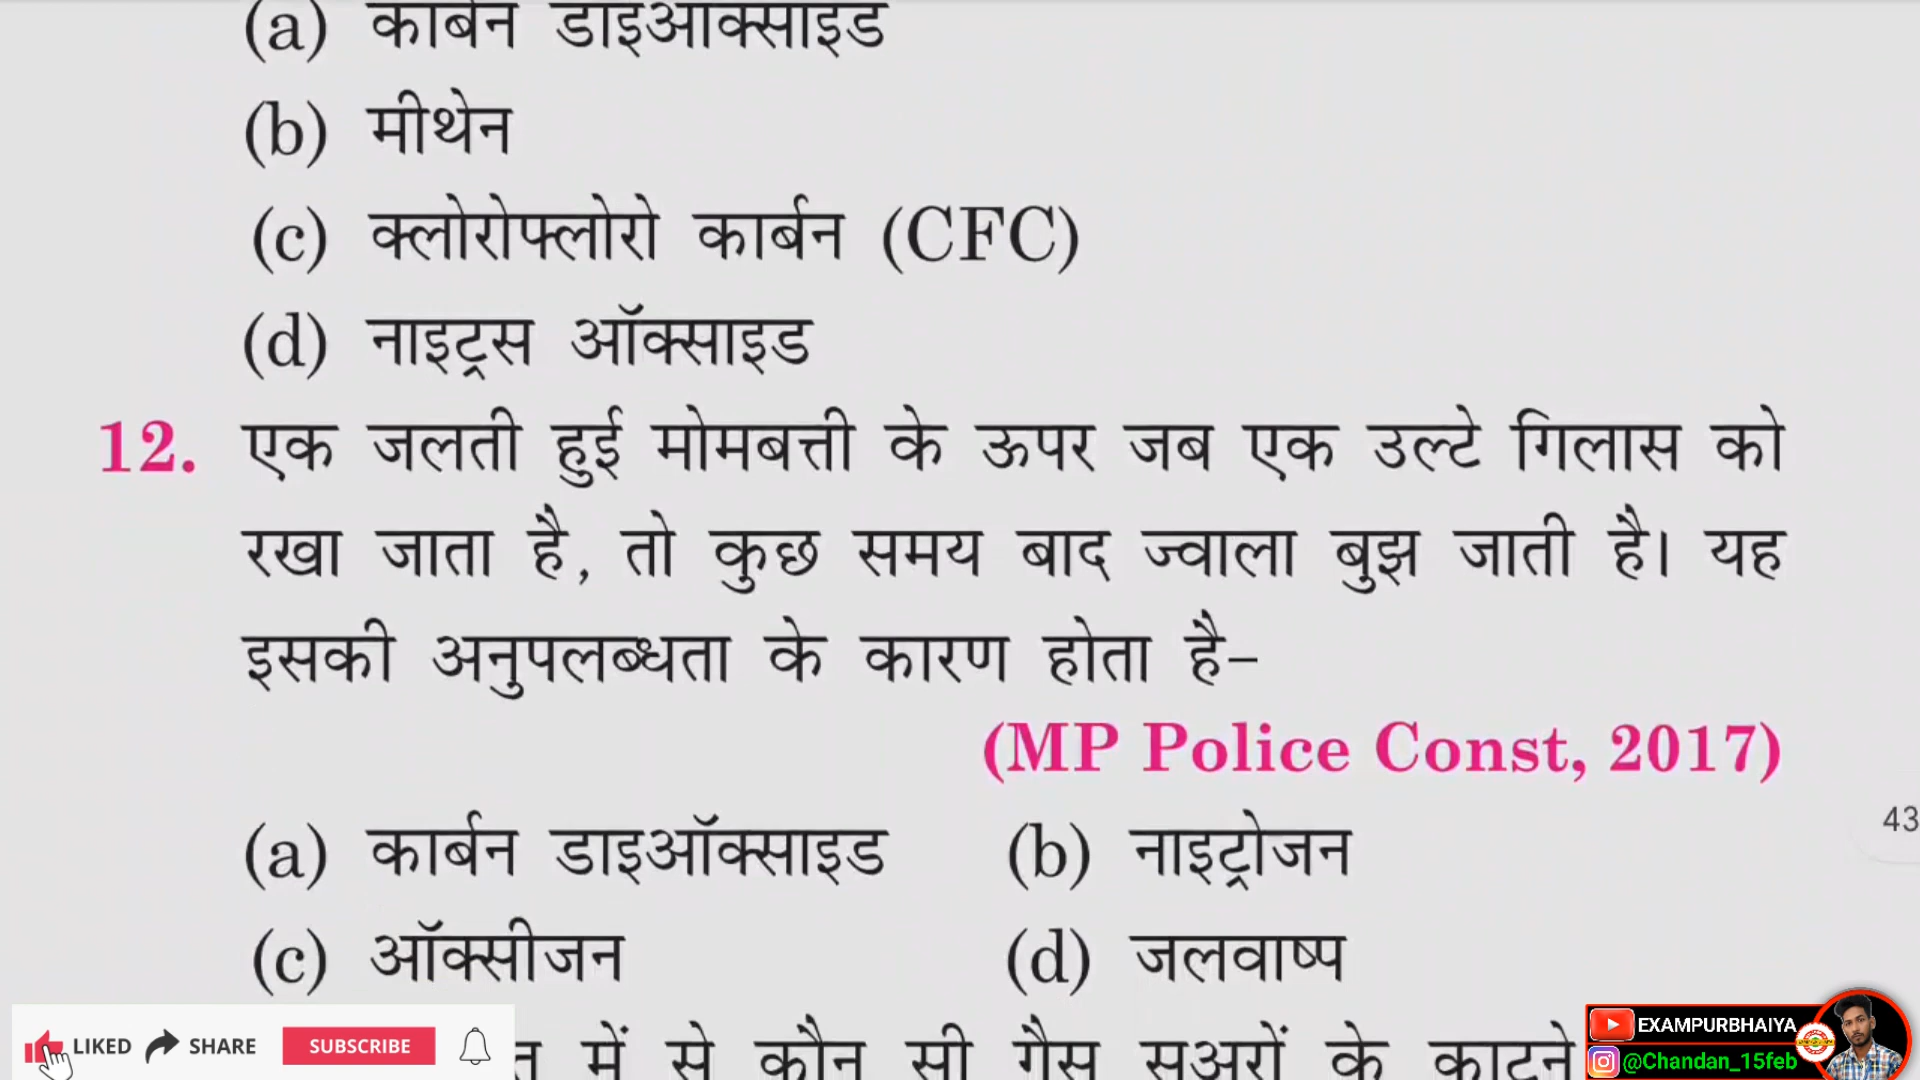 (a) कार्बन डाइआक्साइड
(b) मीथेन
(c) क्लोरोफ्लोरो कार्बन (CFC)
(d) नाइट्रस ऑक्साइड
12. एक जलती हुई मोमबत्ती के ऊपर जब एक उल्टे गिलास को
रखा जाता है, तो कुछ समय बाद ज्वाला बुझ जाती है। यह
इसकी अनुपलब्धता के कारण होता है–
(MP Police Const, 2017)
43
(a) कार्बन डाइऑक्साइड (b) नाइट्रोजन
(c) ऑक्सीजन (d) जलवाष्प
में से कौन सी गैस सूअरों के काटने
LIKED SHARE SUBSCRIBE
EXAMPURBHAIYA
@Chandan_15feb